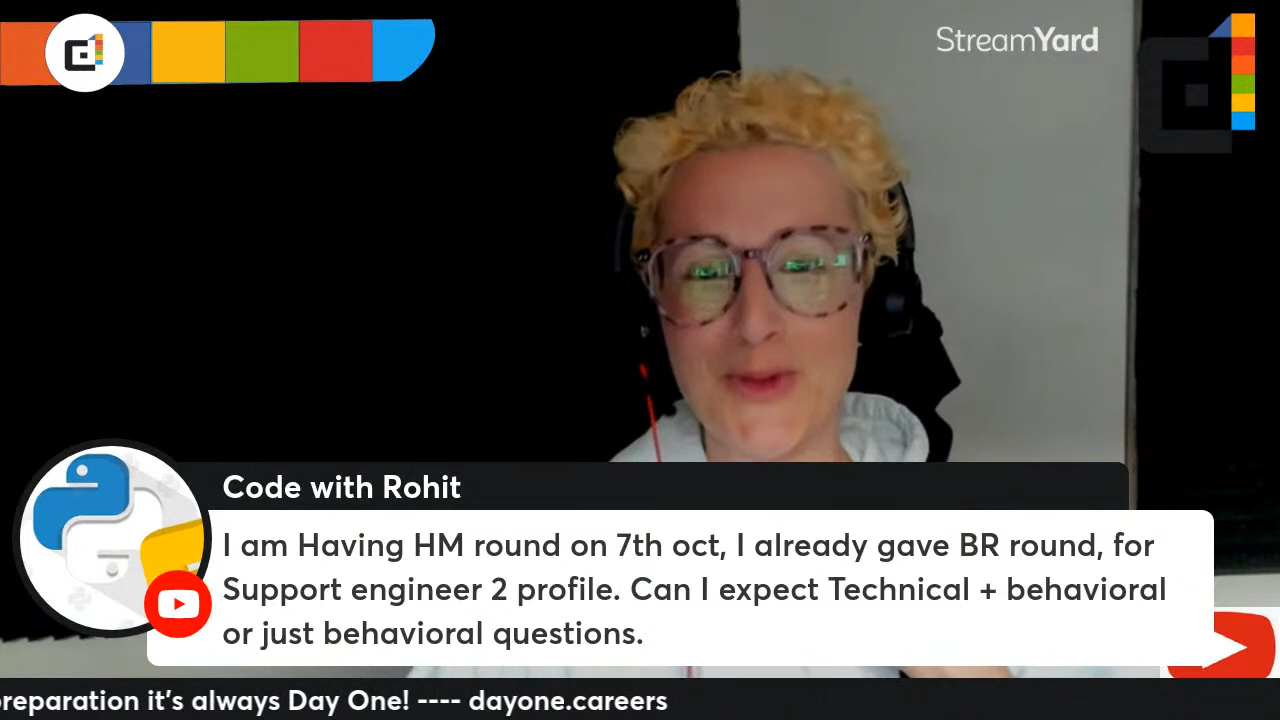 StreamYard
Code with Rohit
I am Having HM round on 7th oct, I already gave BR round, for
Support engineer 2 profile. Can I expect Technical + behavioral
or just behavioral questions.
preparation it's always Day One! ---- dayone.careers